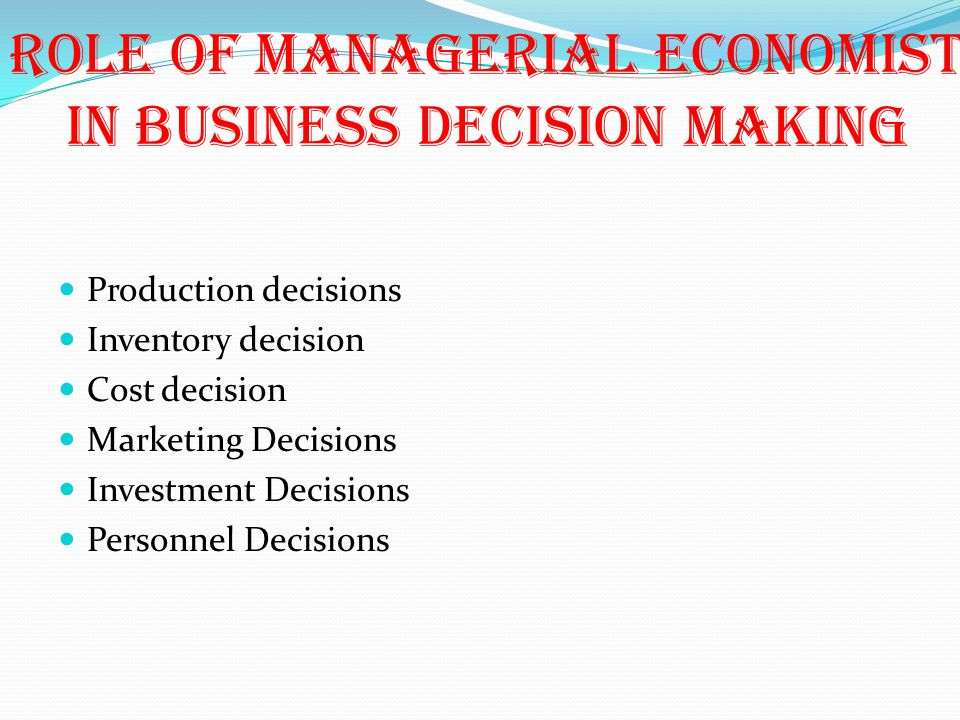 ROLE OF MANAGERIAL ECONOMIST
IN BUSINESS DECISION MAKING
Production decisions
Inventory decision
Cost decision
Marketing Decisions
Investment Decisions
Personnel Decisions